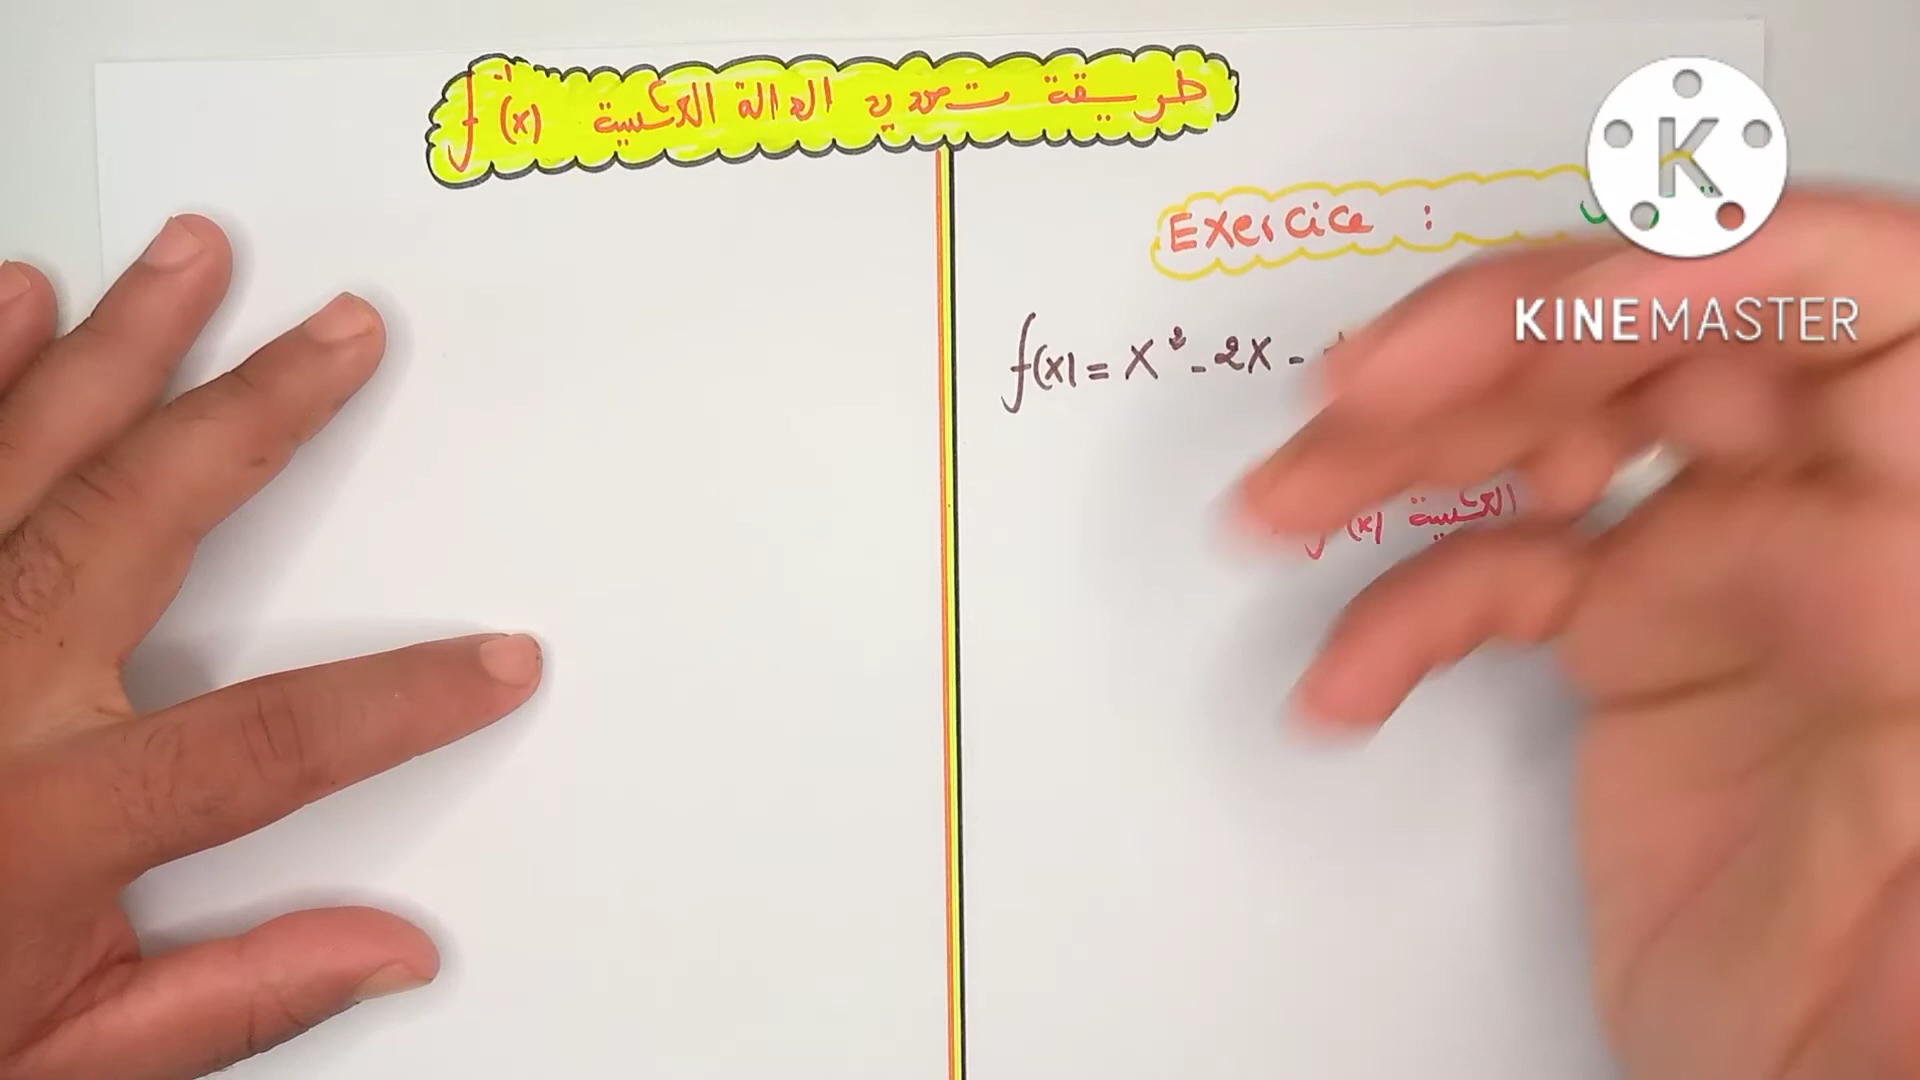 طريقة تحديد الدالة العكسية f⁻¹(x)
Exercice :
f(x) = x² - 2x -
العكسية (x)
K
KINEMASTER